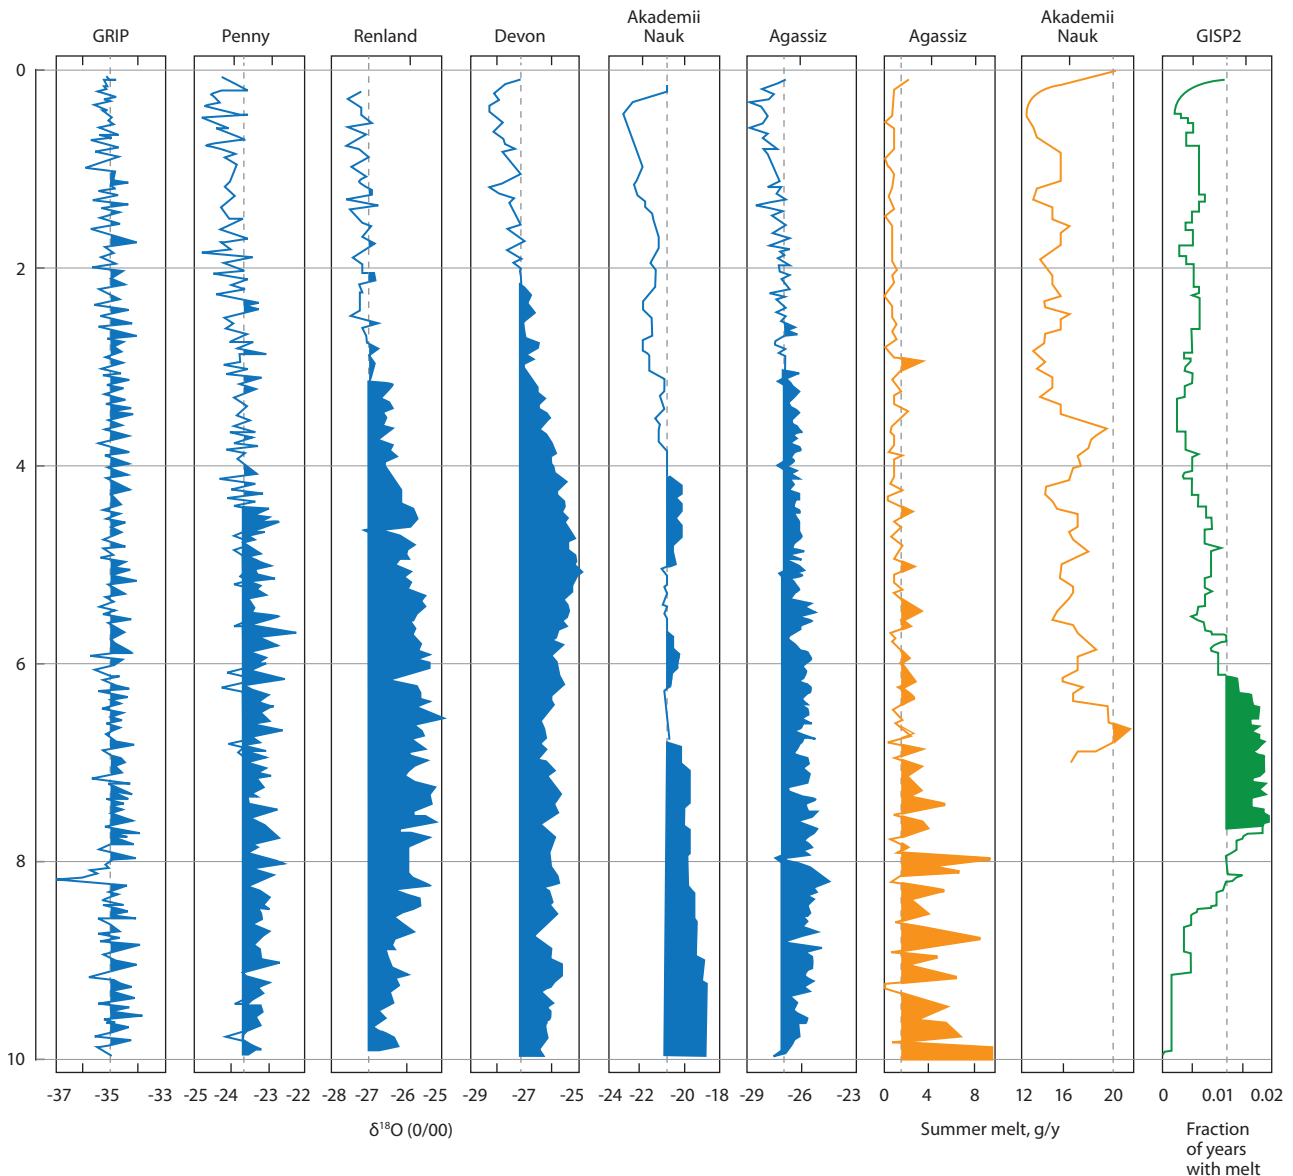 GRIP
Penny
Renland
Devon
Akademii
Nauk
Agassiz
Agassiz
Akademii
Nauk
GISP2
0
2
4
6
8
10
-37 -35 -33
-25 -24 -23 -22
-28 -27 -26 -25
-29 -27 -25
-24 -21 -20 -18
-29 -26 -23
0 4 8
12 16 20
0 0.01 0.02
δ¹⁸O (0/00)
Summer melt, g/y
Fraction
of years
with melt